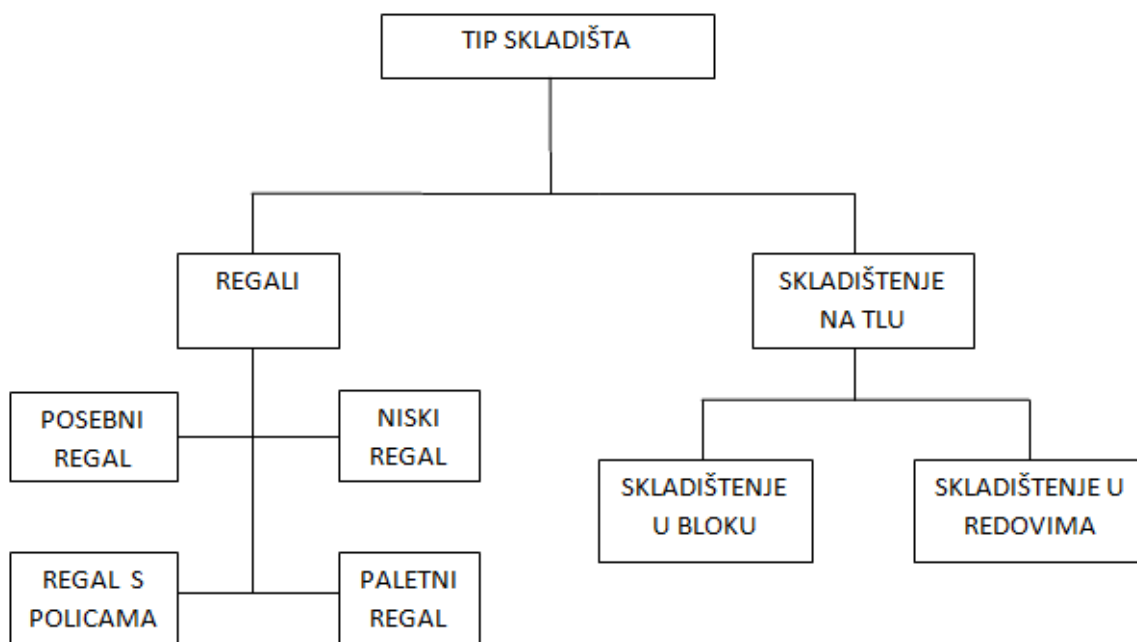 TIP SKLADIŠTA
REGALI
SKLADIŠTENJE
NA TLU
POSEBNI
REGAL
NISKI
REGAL
SKLADIŠTENJE
U BLOKU
SKLADIŠTENJE U
REDOVIMA
REGAL S
POLICAMA
PALETNI
REGAL